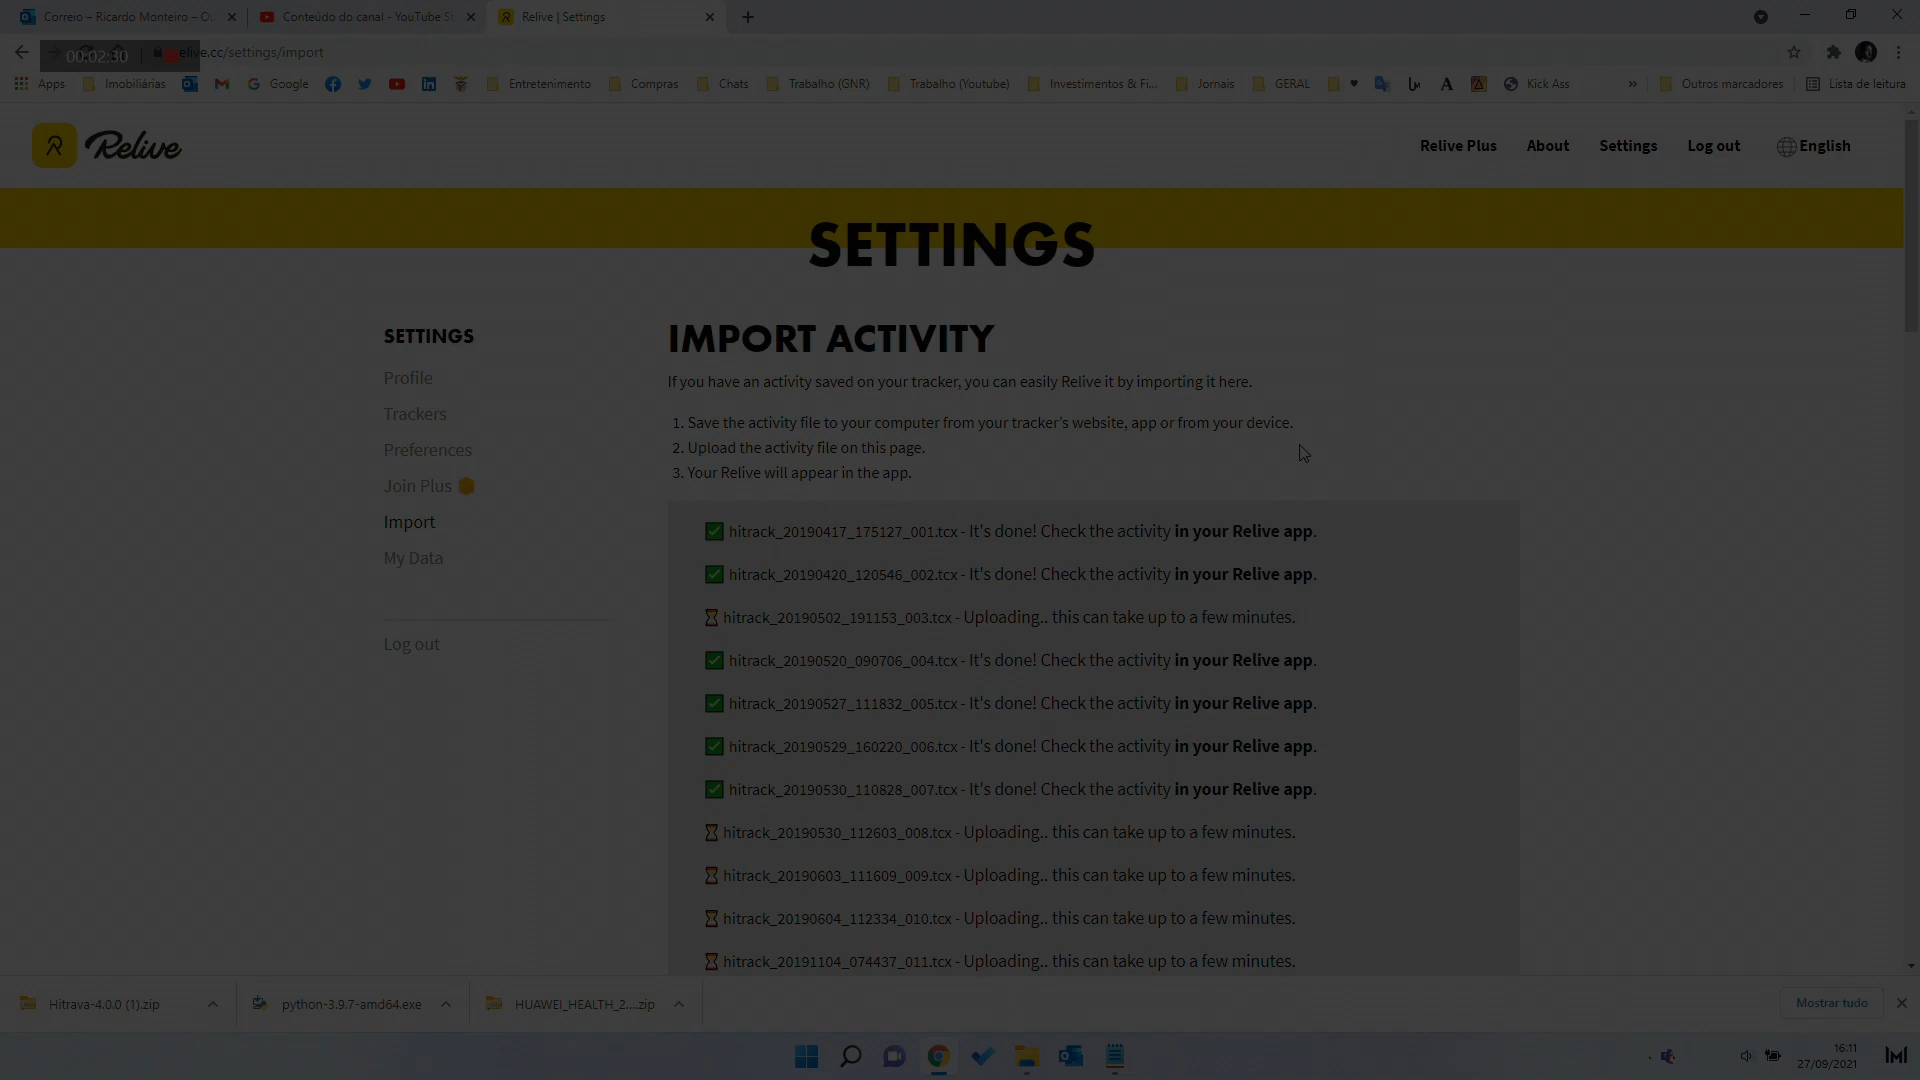 Correio – Ricardo Monteiro – Ou
Conteúdo do canal - YouTube St
Relive | Settings
00:02:30
elive.cc/settings/import
Apps
Imobiliárias
Google
Entretenimento
Compras
Chats
Trabalho (GNR)
Trabalho (Youtube)
Investimentos & Fi...
Jornais
GERAL
Kick Ass
»
Outros marcadores
Lista de leitura
Relive
Relive Plus
About
Settings
Log out
English
SETTINGS
SETTINGS
Profile
Trackers
Preferences
Join Plus
Import
My Data
Log out
IMPORT ACTIVITY
If you have an activity saved on your tracker, you can easily Relive it by importing it here.
1. Save the activity file to your computer from your tracker's website, app or from your device.
2. Upload the activity file on this page.
3. Your Relive will appear in the app.
hitrack_20190417_175127_001.tcx - It's done! Check the activity in your Relive app.
hitrack_20190420_120546_002.tcx - It's done! Check the activity in your Relive app.
hitrack_20190502_191153_003.tcx - Uploading.. this can take up to a few minutes.
hitrack_20190520_090706_004.tcx - It's done! Check the activity in your Relive app.
hitrack_20190527_111832_005.tcx - It's done! Check the activity in your Relive app.
hitrack_20190529_160220_006.tcx - It's done! Check the activity in your Relive app.
hitrack_20190530_110828_007.tcx - It's done! Check the activity in your Relive app.
hitrack_20190530_112603_008.tcx - Uploading.. this can take up to a few minutes.
hitrack_20190603_111609_009.tcx - Uploading.. this can take up to a few minutes.
hitrack_20190604_112334_010.tcx - Uploading.. this can take up to a few minutes.
hitrack_20191104_074437_011.tcx - Uploading.. this can take up to a few minutes.
Hitrava-4.0.0 (1).zip
python-3.9.7-amd64.exe
HUAWEI_HEALTH_2....zip
Mostrar tudo
16:11
27/09/2021